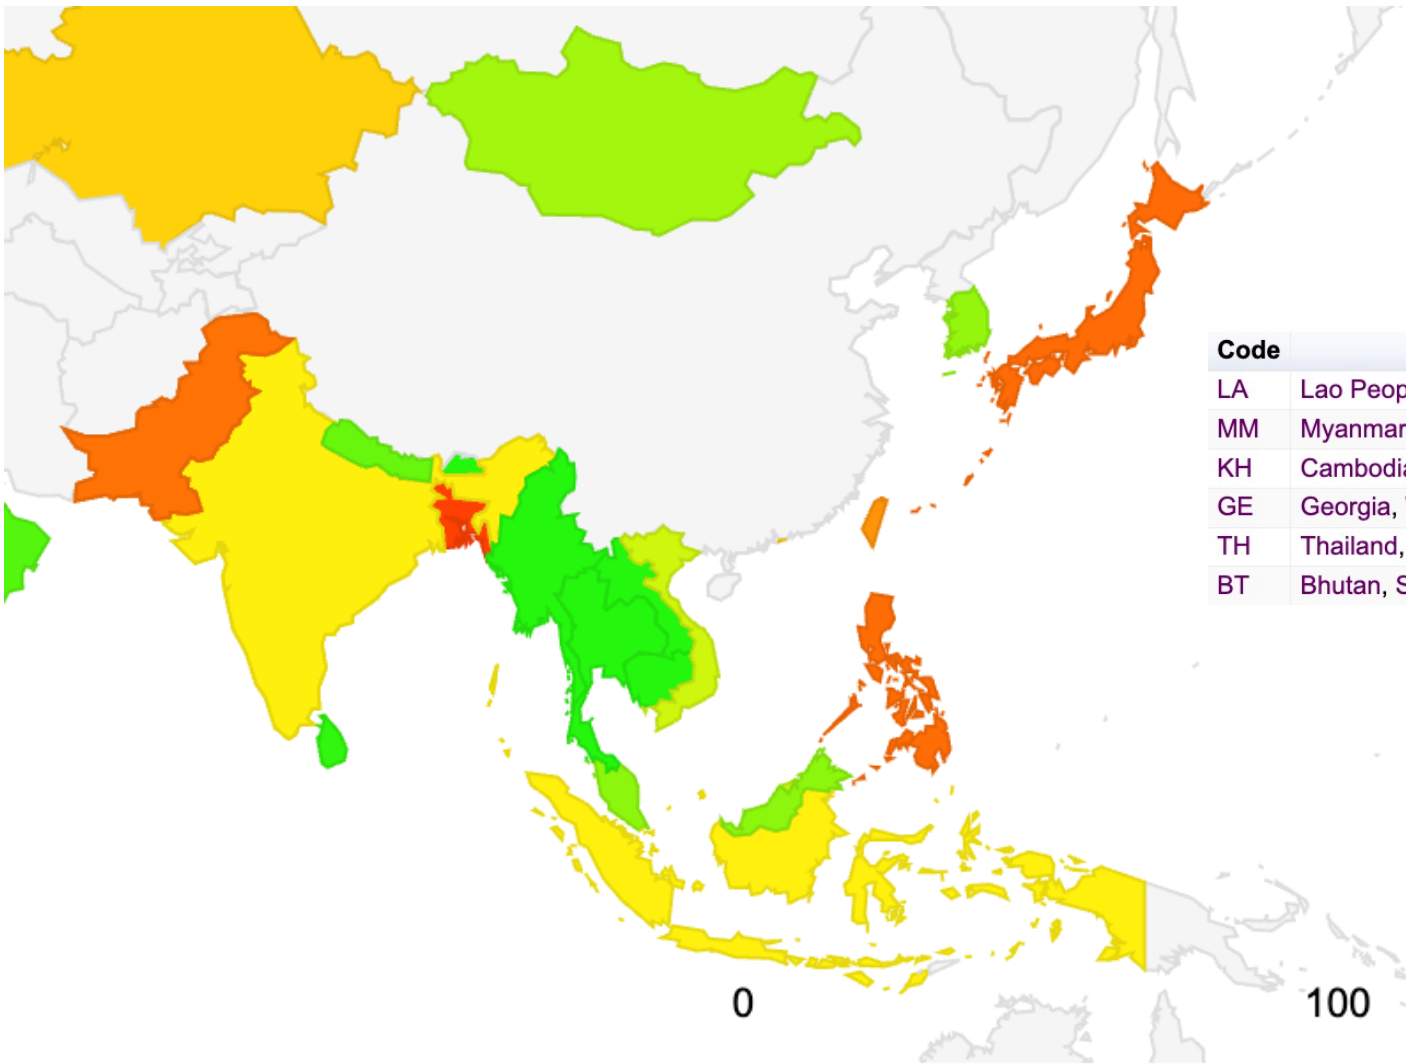 Code
LA Lao Peop
MM Myanmar
KH Cambodia
GE Georgia,
TH Thailand,
BT Bhutan, S
0 100